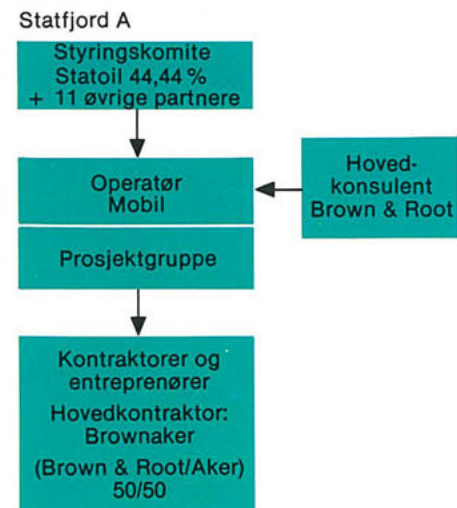 Statfjord A
Styringskomite
Statoil 44,44 %
+ 11 øvrige partnere
Operatør
Mobil
Hoved-
konsulent
Brown & Root
Prosjektgruppe
Kontraktorer og
entreprenører
Hovedkontraktor:
Brownaker
(Brown & Root/Aker)
50/50